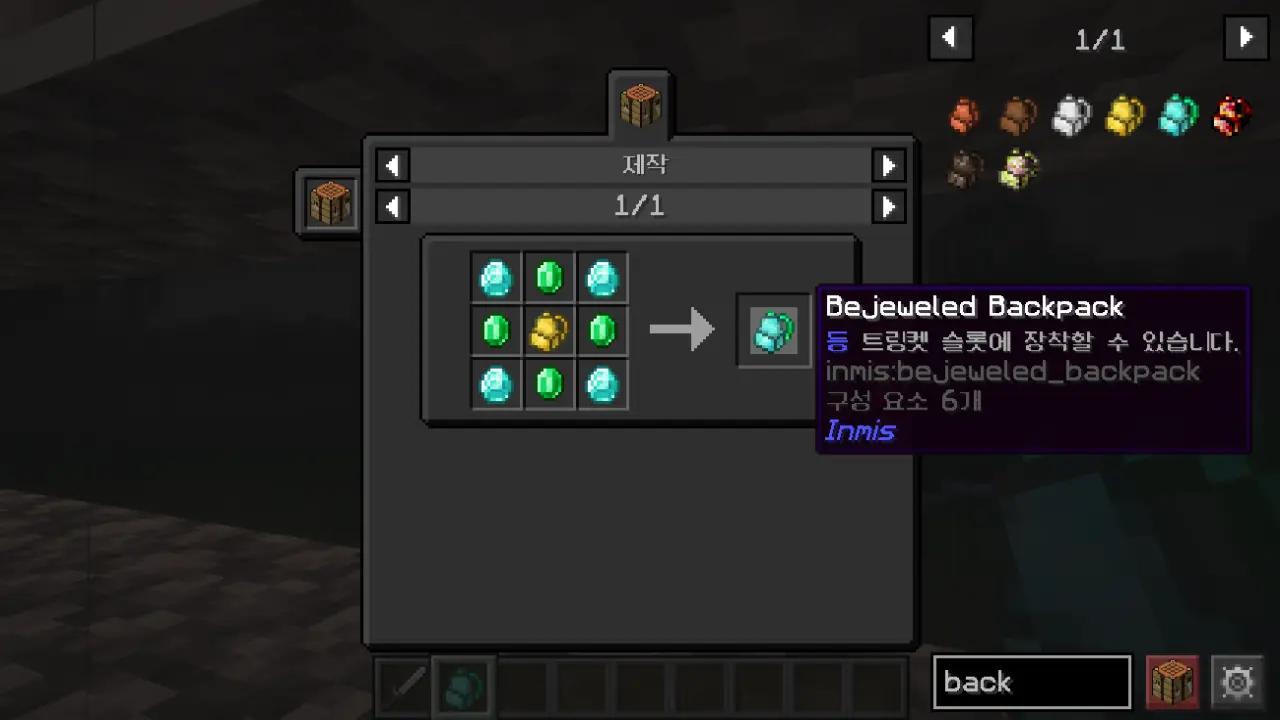 1/1
제작
1/1
Bejeweled Backpack
등 트링켓 슬롯에 장착할 수 있습니다.
inmis:bejeweled_backpack
구성 요소 6개
Inmis
back